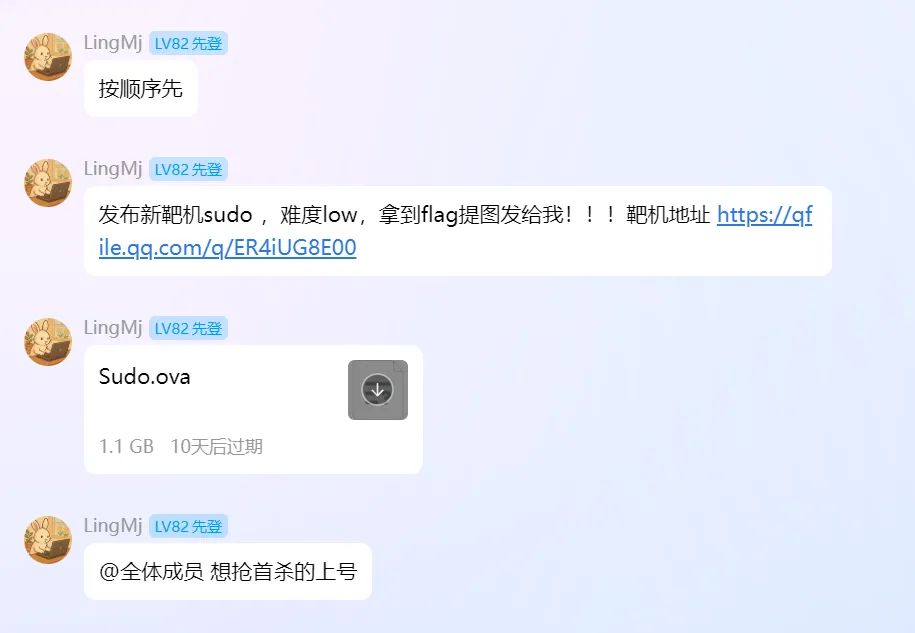 LingMj LV82 先登
按顺序先
LingMj LV82 先登
发布新靶机sudo ，难度low，拿到flag提图发给我！！！靶机地址 https://qf
ile.qq.com/q/ER4iUG8E00
LingMj LV82 先登
Sudo.ova
1.1 GB 10天后过期
LingMj LV82 先登
@全体成员 想抢首杀的上号